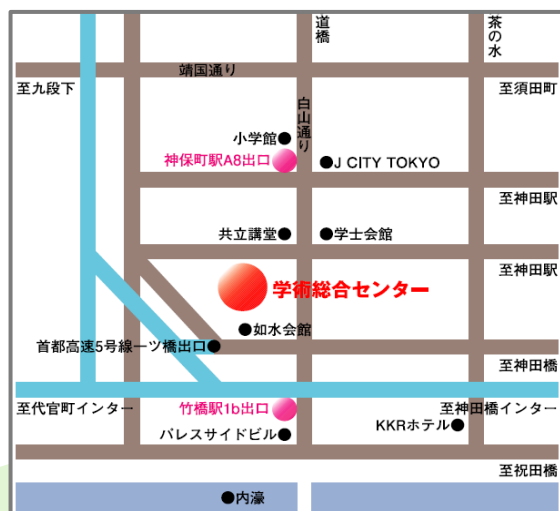 道橋
茶の水
靖国通り
至九段下
至須田町
白山通り
小学館●
神保町駅A8出口
●J CITY TOKYO
至神田駅
共立講堂●
●学士会館
至神田駅
学術総合センター
●如水会館
首都高速5号線一ツ橋出口●
至神田橋
至代官町インター
竹橋駅1b出口
至神田橋インター
パレスサイドビル●
KKRホテル●
至祝田橋
●内濠